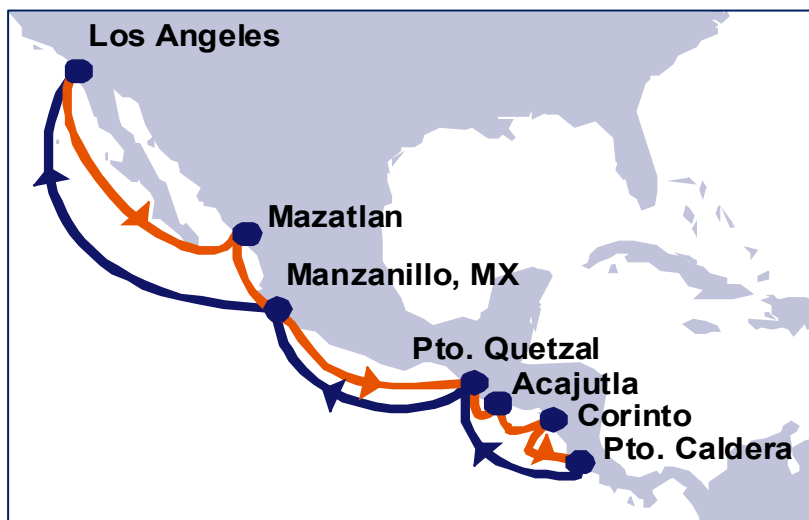 Los Angeles
Mazatlan
Manzanillo, MX
Pto. Quetzal
Acajutla
Corinto
Pto. Caldera